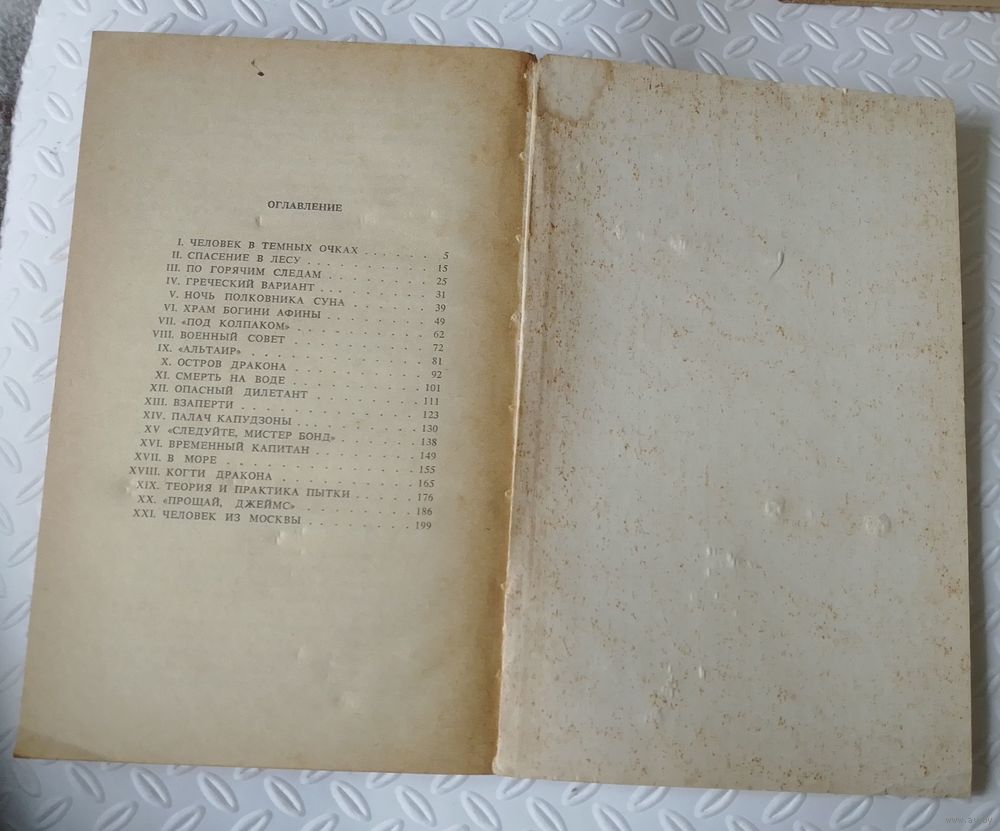 ОГЛАВЛЕНИЕ
I. ЧЕЛОВЕК В ТЕМНЫХ ОЧКАХ . . . . . . . 5
II. СПАСЕНИЕ В ЛЕСУ . . . . . . . . . . 15
III. ПО ГОРЯЧИМ СЛЕДАМ . . . . . . . . 25
IV. ГРЕЧЕСКИЙ ВАРИАНТ . . . . . . . . . 31
V. НОЧЬ ПОЛКОВНИКА СУНА . . . . . . . 39
VI. ХРАМ БОГИНИ АФИНЫ . . . . . . . . 49
VII. «ПОД КОЛПАКОМ» . . . . . . . . . . 62
VIII. ВОЕННЫЙ СОВЕТ . . . . . . . . . . 72
IX. «АЛЬТАИР» . . . . . . . . . . . . . 81
X. ОСТРОВ ДРАКОНА . . . . . . . . . . 92
XI. СМЕРТЬ НА ВОДЕ . . . . . . . . . . 101
XII. ОПАСНЫЙ ДИЛЕТАНТ . . . . . . . . 111
XIII. ВЗАПЕРТИ . . . . . . . . . . . . . 123
XIV. ПАЛАЧ КАПУДЗОНЫ . . . . . . . . . 130
XV «СЛЕДУЙТЕ, МИСТЕР БОНД» . . . . . . 138
XVI. ВРЕМЕННЫЙ КАПИТАН . . . . . . . . 149
XVII. В МОРЕ . . . . . . . . . . . . . . 155
XVIII. КОГТИ ДРАКОНА . . . . . . . . . . 165
XIX. ТЕОРИЯ И ПРАКТИКА ПЫТКИ . . . . . 176
XX. «ПРОЩАЙ, ДЖЕЙМС» . . . . . . . . . 186
XXI. ЧЕЛОВЕК ИЗ МОСКВЫ . . . . . . . . 199
www.ay.by